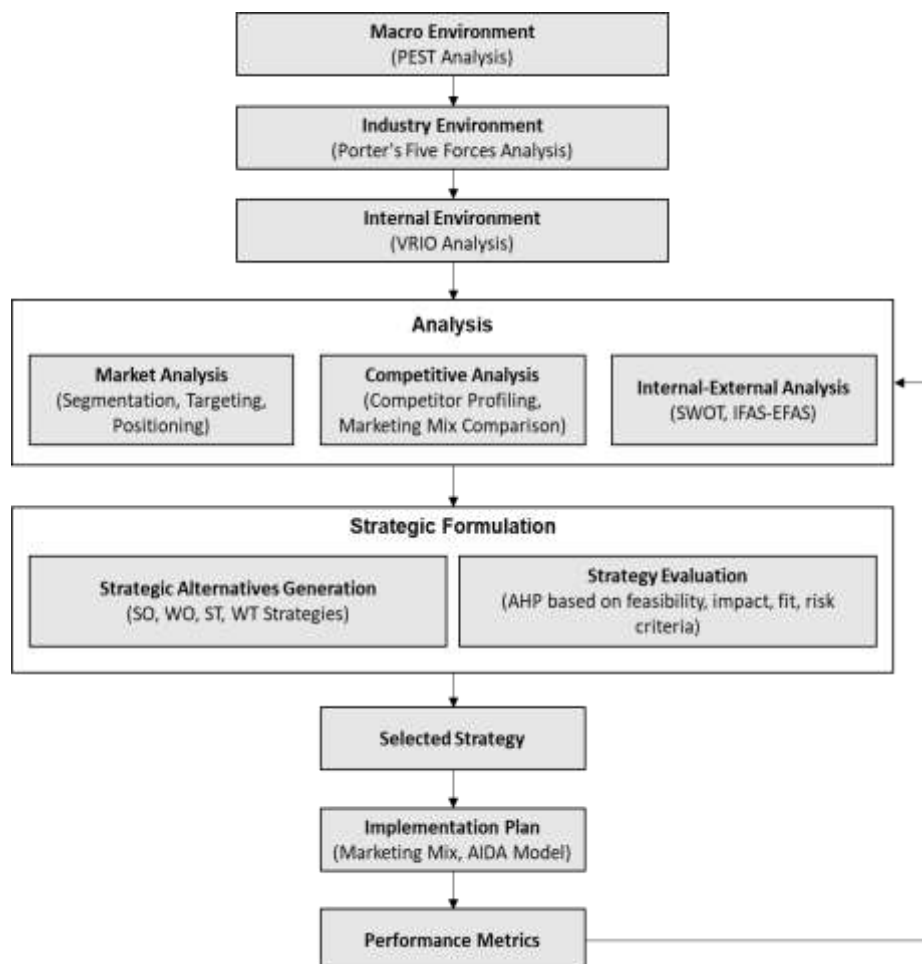 Macro Environment
(PEST Analysis)
Industry Environment
(Porter's Five Forces Analysis)
Internal Environment
(VRIO Analysis)
Analysis
Market Analysis
(Segmentation, Targeting,
Positioning)
Competitive Analysis
(Competitor Profiling,
Marketing Mix Comparison)
Internal-External Analysis
(SWOT, IFAS-EFAS)
Strategic Formulation
Strategic Alternatives Generation
(SO, WO, ST, WT Strategies)
Strategy Evaluation
(AHP based on feasibility, impact, fit, risk
criteria)
Selected Strategy
Implementation Plan
(Marketing Mix, AIDA Model)
Performance Metrics